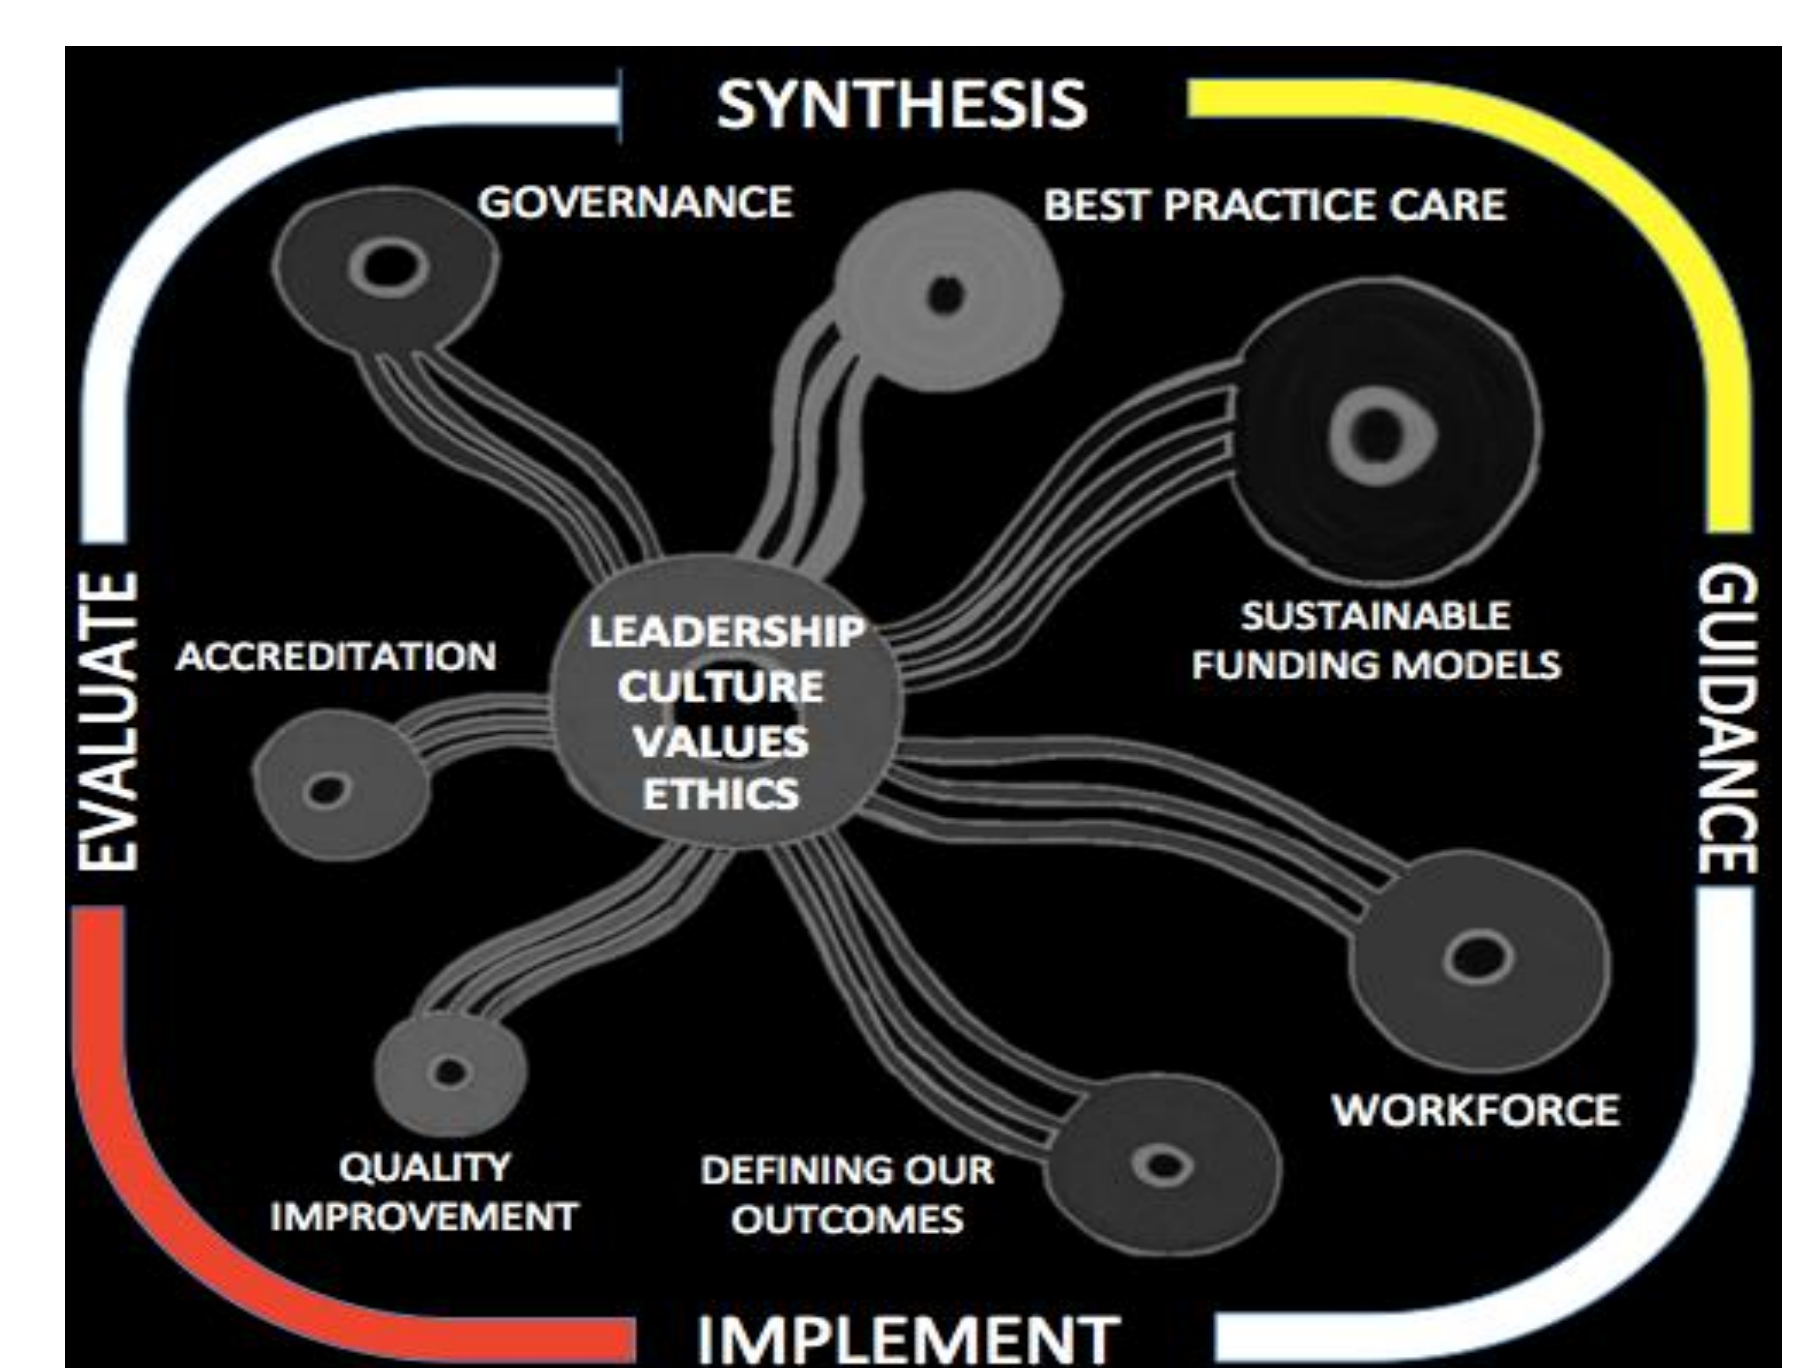 SYNTHESIS
GOVERNANCE
BEST PRACTICE CARE
SUSTAINABLE
FUNDING MODELS
GUIDANCE
LEADERSHIP
CULTURE
VALUES
ETHICS
ACCREDITATION
EVALUATE
WORKFORCE
QUALITY
IMPROVEMENT
DEFINING OUR
OUTCOMES
IMPLEMENT